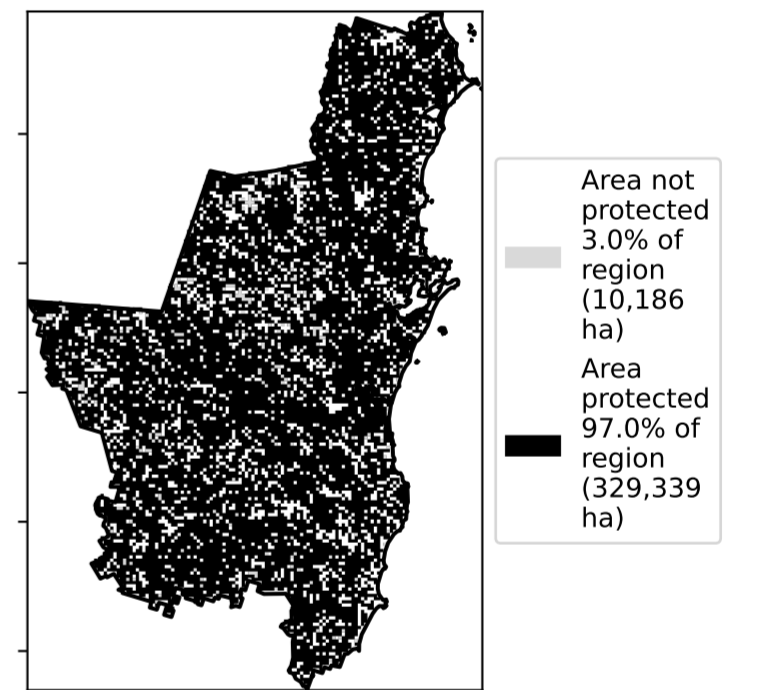 Area not
protected
3.0% of
region
(10,186
ha)
Area
protected
97.0% of
region
(329,339
ha)